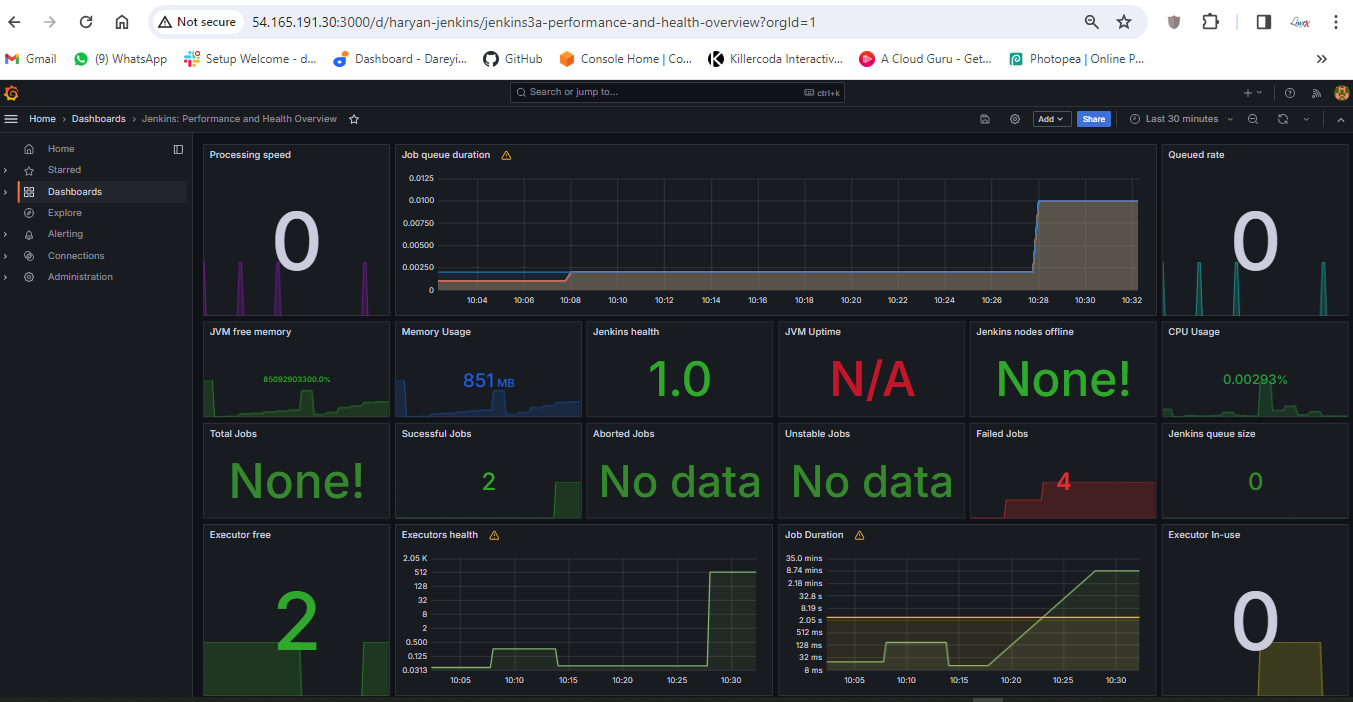 Not secure
54.165.191.30:3000/d/haryan-jenkins/jenkins3a-performance-and-health-overview?orgId=1
Gmail
(9) WhatsApp
Setup Welcome - d...
Dashboard - Dareyi...
GitHub
Console Home | Co...
Killercoda Interactiv...
A Cloud Guru - Get...
Photopea | Online P...
Search or jump to...
ctrl+k
Home › Dashboards › Jenkins: Performance and Health Overview
Add
Share
Last 30 minutes
Home
Starred
Dashboards
Explore
Alerting
Connections
Administration
Processing speed
0
Job queue duration
0.0125
0.0100
0.00750
0.00500
0.00250
0
10:04 10:06 10:08 10:10 10:12 10:14 10:16 10:18 10:20 10:22 10:24 10:26 10:28 10:30 10:32
Queued rate
0
JVM free memory
85092903300.0%
Memory Usage
851 MB
Jenkins health
1.0
JVM Uptime
N/A
Jenkins nodes offline
None!
CPU Usage
0.00293%
Total Jobs
None!
Sucessful Jobs
2
Aborted Jobs
No data
Unstable Jobs
No data
Failed Jobs
4
Jenkins queue size
0
Executor free
2
Executors health
2.05 K
512
128
32
8
2
0.500
0.125
0.0313
10:05 10:10 10:15 10:20 10:25 10:30
Job Duration
35.0 mins
8.74 mins
2.18 mins
32.8 s
8.19 s
2.05 s
512 ms
128 ms
32 ms
8 ms
10:05 10:10 10:15 10:20 10:25 10:30
Executor In-use
0